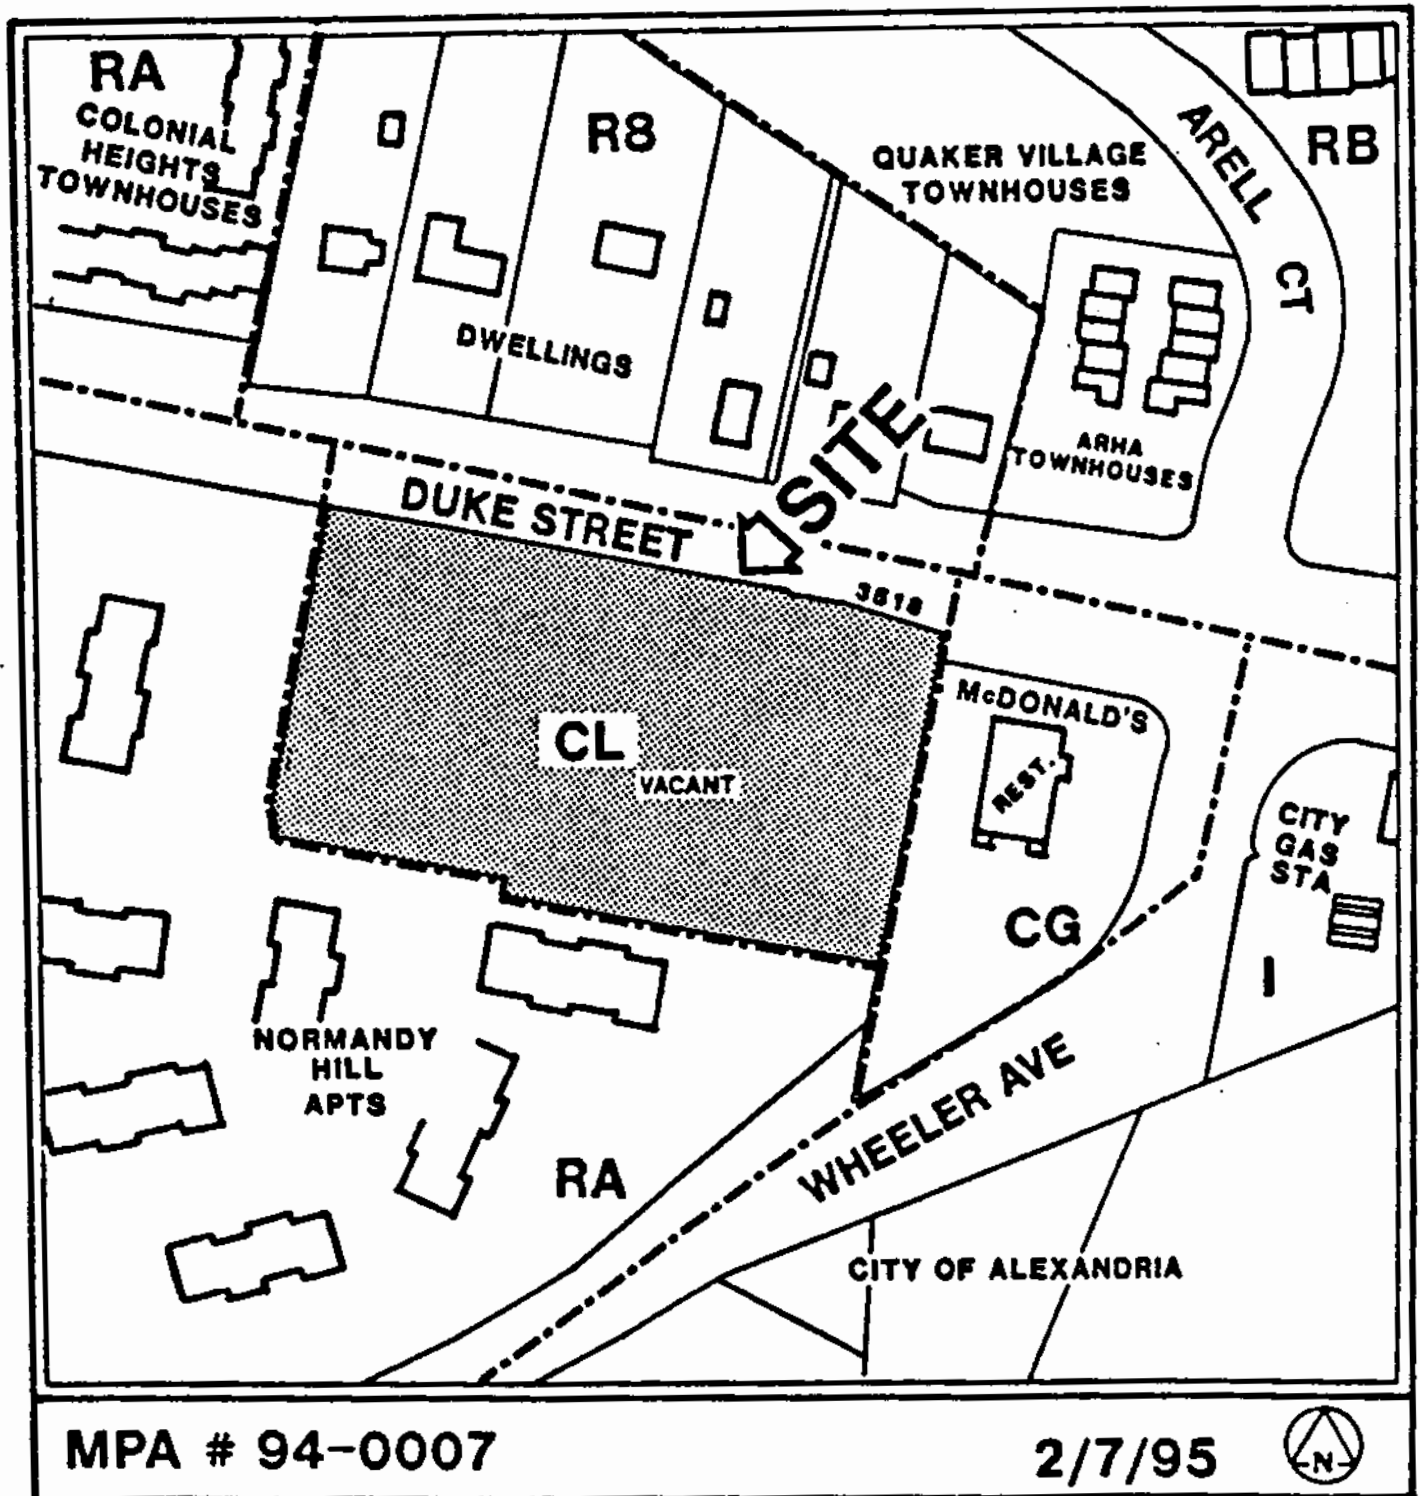 RA
COLONIAL
HEIGHTS
TOWNHOUSES
R8
QUAKER VILLAGE
TOWNHOUSES
ARELL CT
RB
DWELLINGS
SITE
ARHA
TOWNHOUSES
DUKE STREET
3518
CL
VACANT
McDONALD'S
REST.
CITY
GAS
STA
CG
I
NORMANDY
HILL
APTS
RA
WHEELER AVE
CITY OF ALEXANDRIA
MPA # 94-0007
2/7/95
N